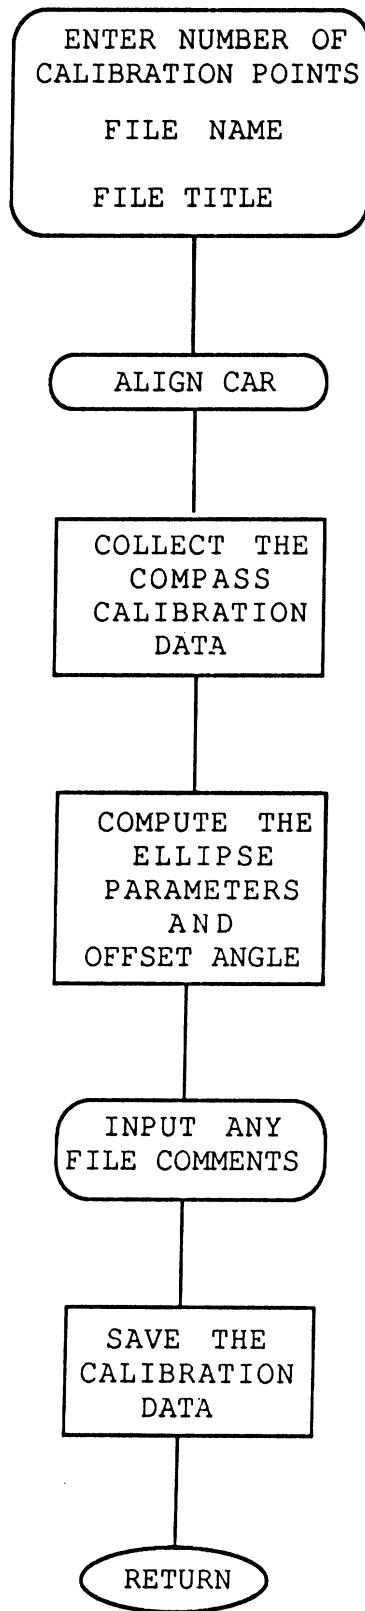 ENTER NUMBER OF
CALIBRATION POINTS
FILE NAME
FILE TITLE
ALIGN CAR
COLLECT THE
COMPASS
CALIBRATION
DATA
COMPUTE THE
ELLIPSE
PARAMETERS
AND
OFFSET ANGLE
INPUT ANY
FILE COMMENTS
SAVE THE
CALIBRATION
DATA
RETURN